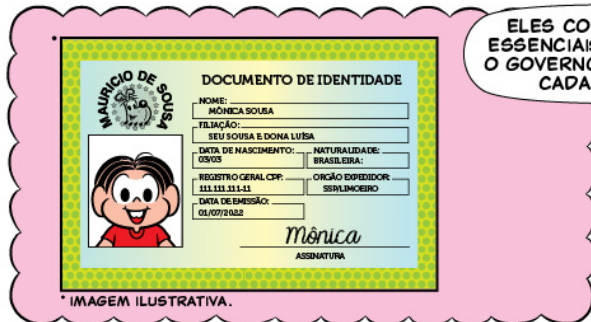 ELES CO
ESSENCIAIS
O GOVERNO
CADA
*
MAURICIO DE SOUSA
DOCUMENTO DE IDENTIDADE
NOME:
MÔNICA SOUSA
FILIAÇÃO:
SEU SOUSA E DONA LUÍSA
DATA DE NASCIMENTO: NATURALIDADE:
03/03 BRASILEIRA:
REGISTRO GERAL CPF: ORGÃO EXPEDIDOR:
111.111.111-11 SSP/LIMOEIRO
DATA DE EMISSÃO:
01/07/2022
Mônica
ASSINATURA
* IMAGEM ILUSTRATIVA.